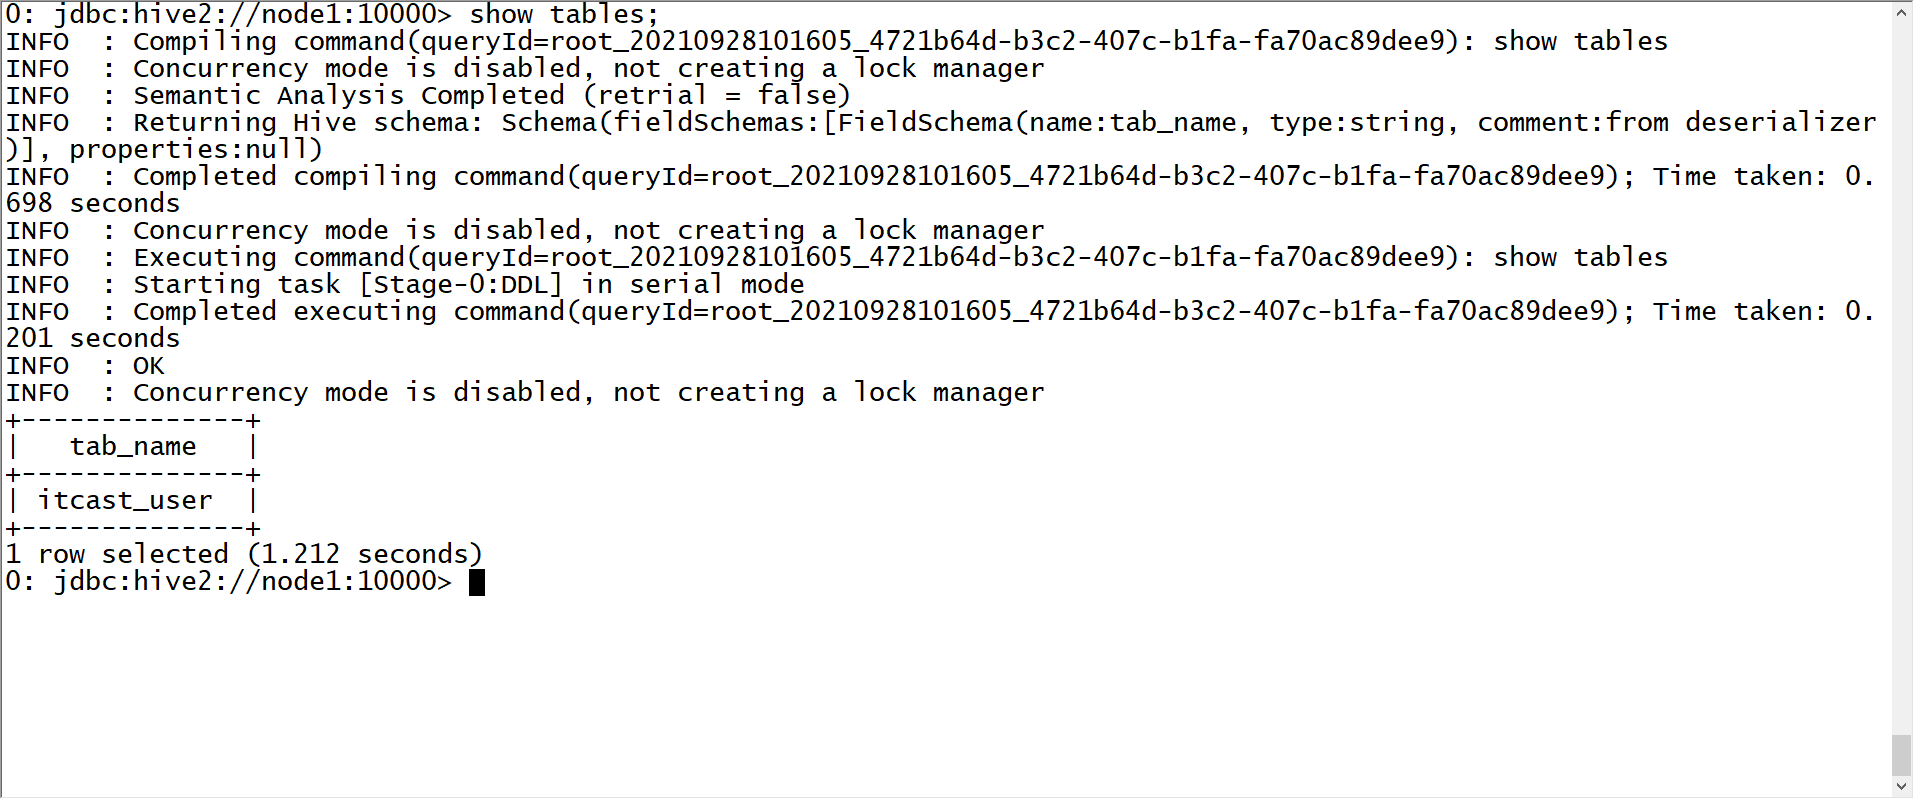 0: jdbc:hive2://node1:10000> show tables;
INFO  : Compiling command(queryId=root_20210928101605_4721b64d-b3c2-407c-b1fa-fa70ac89dee9): show tables
INFO  : Concurrency mode is disabled, not creating a lock manager
INFO  : Semantic Analysis Completed (retrial = false)
INFO  : Returning Hive schema: Schema(fieldSchemas:[FieldSchema(name:tab_name, type:string, comment:from deserializer
)], properties:null)
INFO  : Completed compiling command(queryId=root_20210928101605_4721b64d-b3c2-407c-b1fa-fa70ac89dee9); Time taken: 0.
698 seconds
INFO  : Concurrency mode is disabled, not creating a lock manager
INFO  : Executing command(queryId=root_20210928101605_4721b64d-b3c2-407c-b1fa-fa70ac89dee9): show tables
INFO  : Starting task [Stage-0:DDL] in serial mode
INFO  : Completed executing command(queryId=root_20210928101605_4721b64d-b3c2-407c-b1fa-fa70ac89dee9); Time taken: 0.
201 seconds
INFO  : OK
INFO  : Concurrency mode is disabled, not creating a lock manager
+--------------+
|   tab_name   |
+--------------+
| itcast_user  |
+--------------+
1 row selected (1.212 seconds)
0: jdbc:hive2://node1:10000>